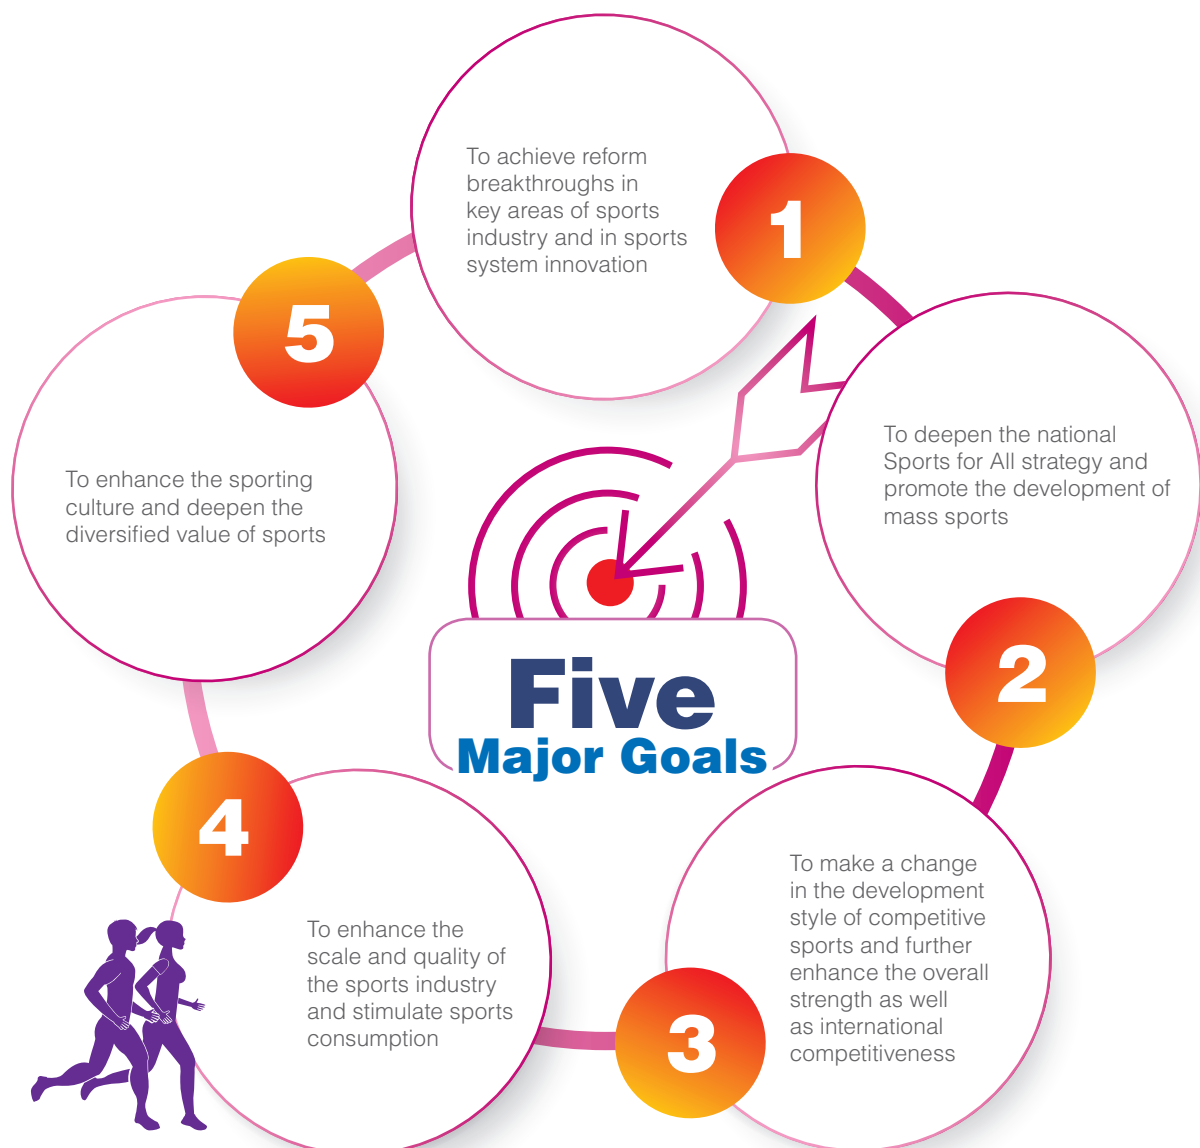 Five
Major Goals
1
To achieve reform
breakthroughs in
key areas of sports
industry and in sports
system innovation
2
To deepen the national
Sports for All strategy and
promote the development of
mass sports
3
To make a change
in the development
style of competitive
sports and further
enhance the overall
strength as well
as international
competitiveness
4
To enhance the
scale and quality of
the sports industry
and stimulate sports
consumption
5
To enhance the sporting
culture and deepen the
diversified value of sports